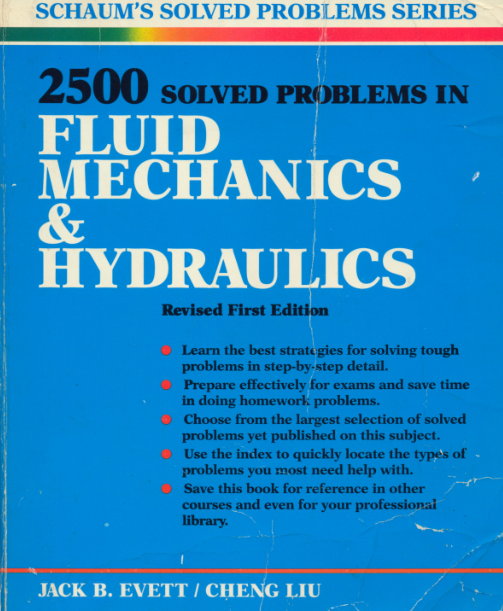 SCHAUM'S SOLVED PROBLEMS SERIES
2500 SOLVED PROBLEMS IN
FLUID
MECHANICS
&
HYDRAULICS
Revised First Edition
Learn the best strategies for solving tough
problems in step-by-step detail.
Prepare effectively for exams and save time
in doing homework problems.
Choose from the largest selection of solved
problems yet published on this subject.
Use the index to quickly locate the types of
problems you most need help with.
Save this book for reference in other
courses and even for your professional
library.
JACK B. EVETT / CHENG LIU